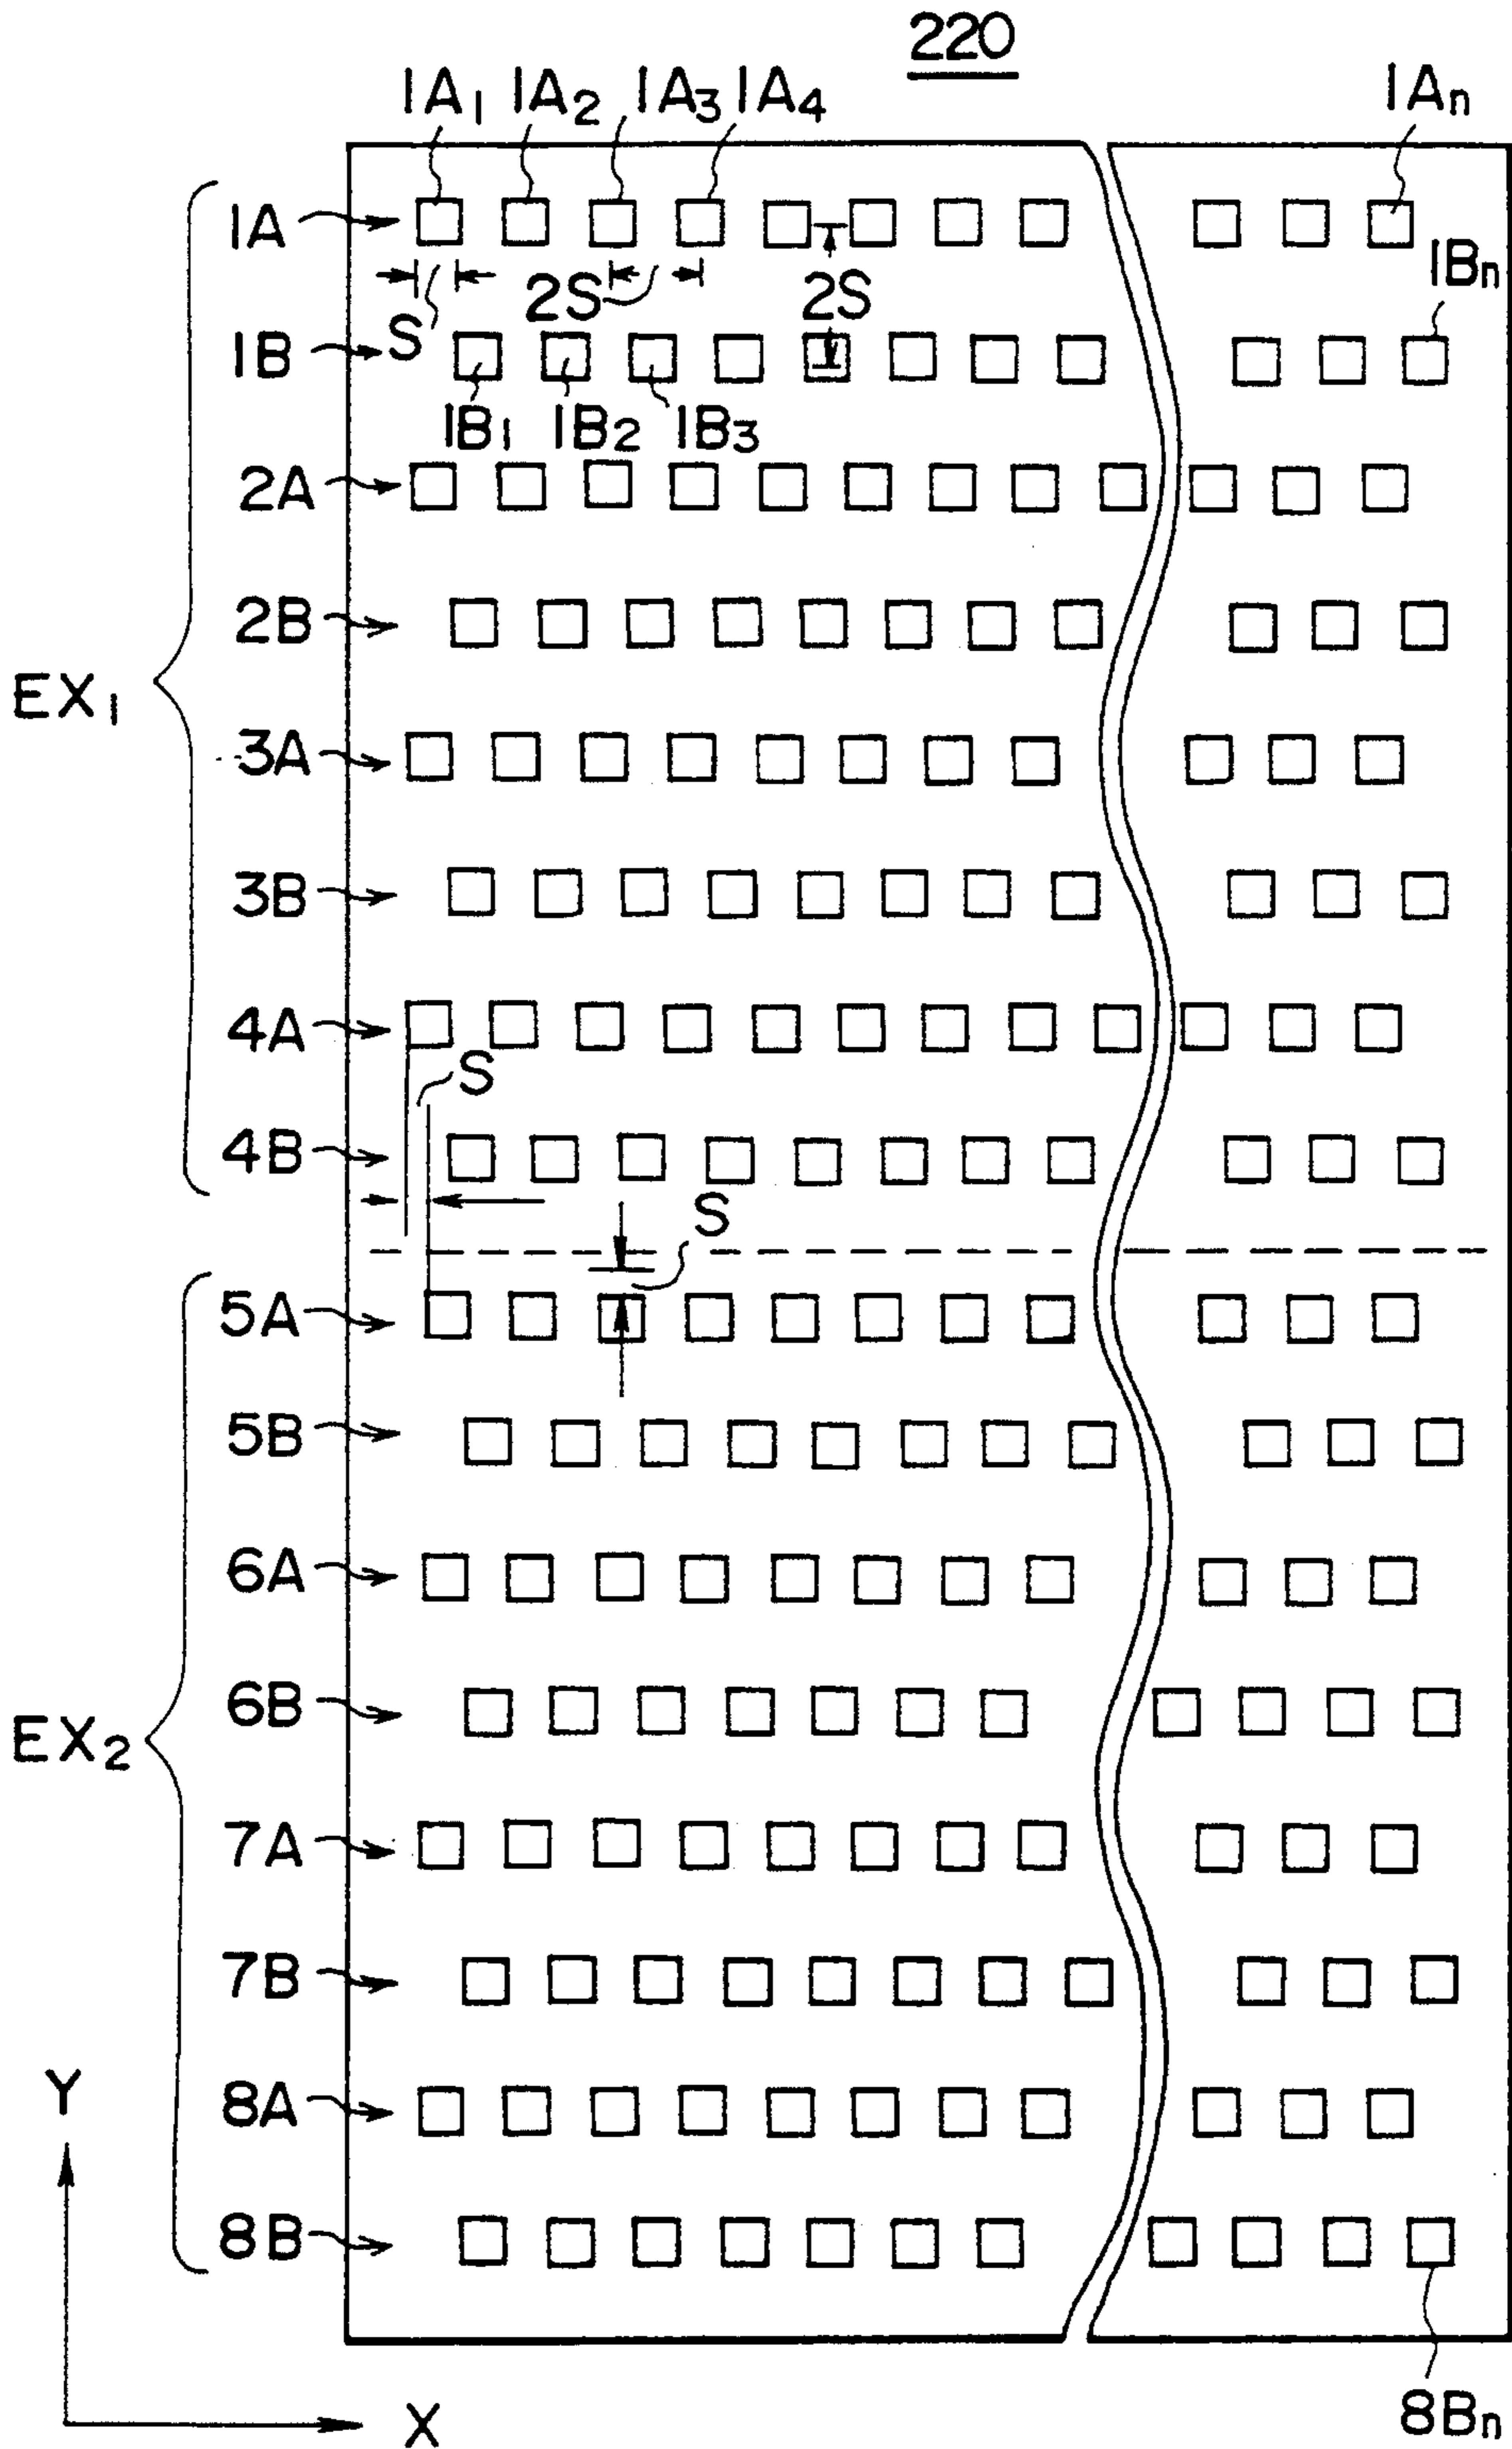 220
1A₁ 1A₂ 1A₃ 1A₄ 1Aₙ
1A
S 2S 2S 1Bₙ
1B
1B₁ 1B₂ 1B₃
2A
2B
EX₁
3A
3B
4A
S
4B
S
5A
5B
6A
6B
EX₂
7A
7B
Y
8A
8B
X
8Bₙ